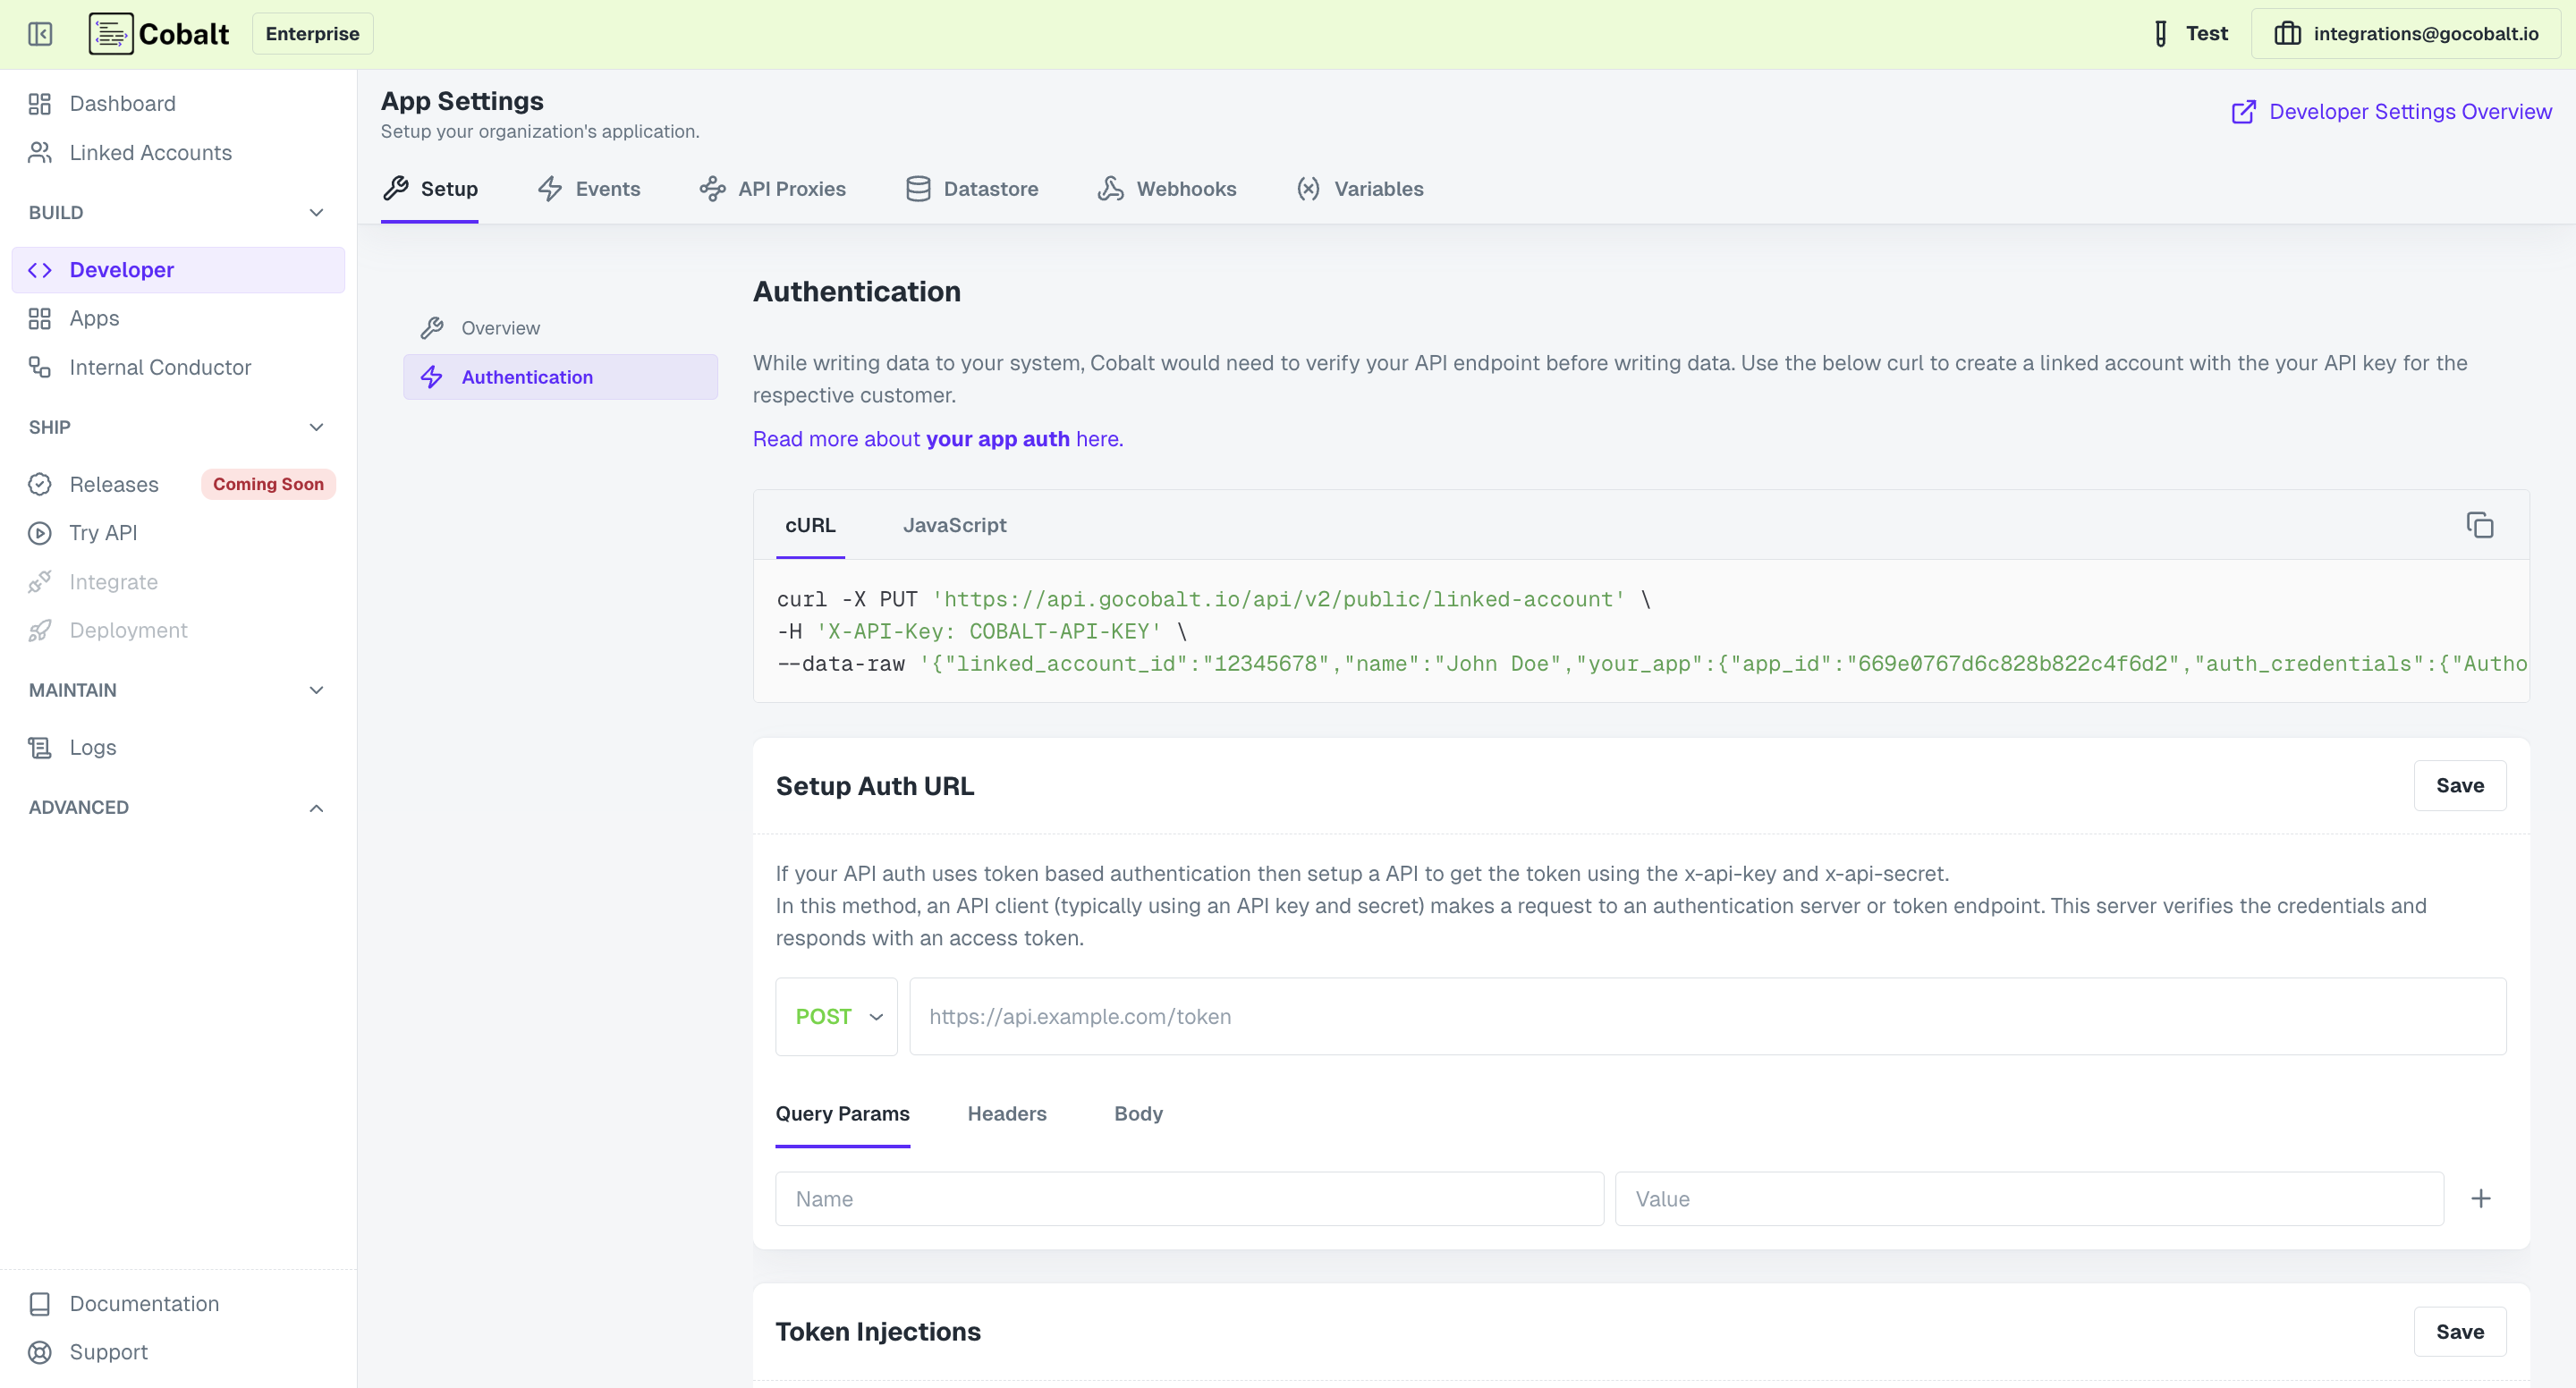 Cobalt
Enterprise
Test
integrations@gocobalt.io
Dashboard
Linked Accounts
BUILD
Developer
Apps
Internal Conductor
SHIP
Releases
Coming Soon
Try API
Integrate
Deployment
MAINTAIN
Logs
ADVANCED
Documentation
Support
App Settings
Setup your organization's application.
Developer Settings Overview
Setup
Events
API Proxies
Datastore
Webhooks
Variables
Overview
Authentication
Authentication
While writing data to your system, Cobalt would need to verify your API endpoint before writing data. Use the below curl to create a linked account with the your API key for the
respective customer.
Read more about your app auth here.
cURL
JavaScript
curl -X PUT 'https://api.gocobalt.io/api/v2/public/linked-account' \
-H 'X-API-Key: COBALT-API-KEY' \
--data-raw '{"linked_account_id":"12345678","name":"John Doe","your_app":{"app_id":"669e0767d6c828b822c4f6d2","auth_credentials":{"Autho
Setup Auth URL
Save
If your API auth uses token based authentication then setup a API to get the token using the x-api-key and x-api-secret.
In this method, an API client (typically using an API key and secret) makes a request to an authentication server or token endpoint. This server verifies the credentials and
responds with an access token.
POST
https://api.example.com/token
Query Params
Headers
Body
Name
Value
Token Injections
Save